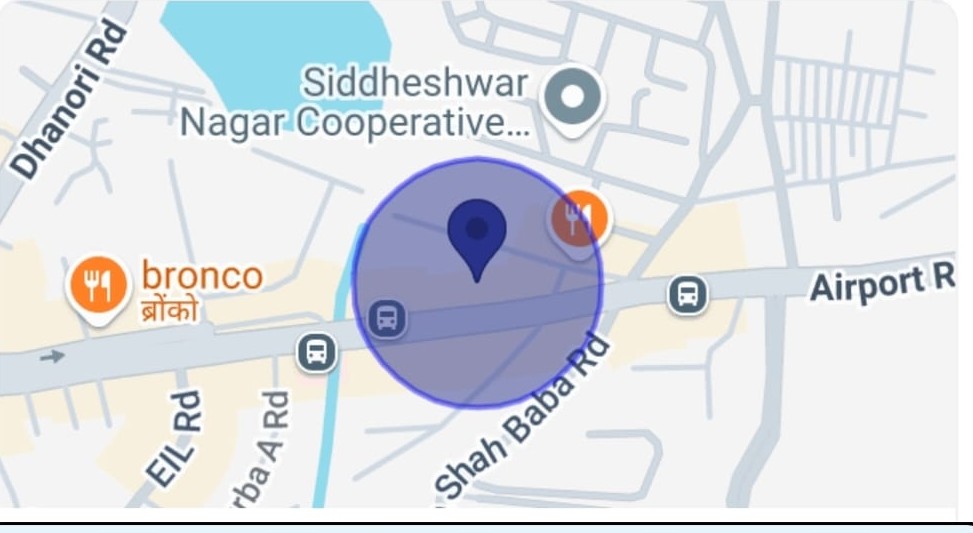 Dhanori Rd
Siddheshwar
Nagar Cooperative...
bronco
ब्रोंको
Airport R
EIL Rd
rba A Rd
Shah Baba Rd